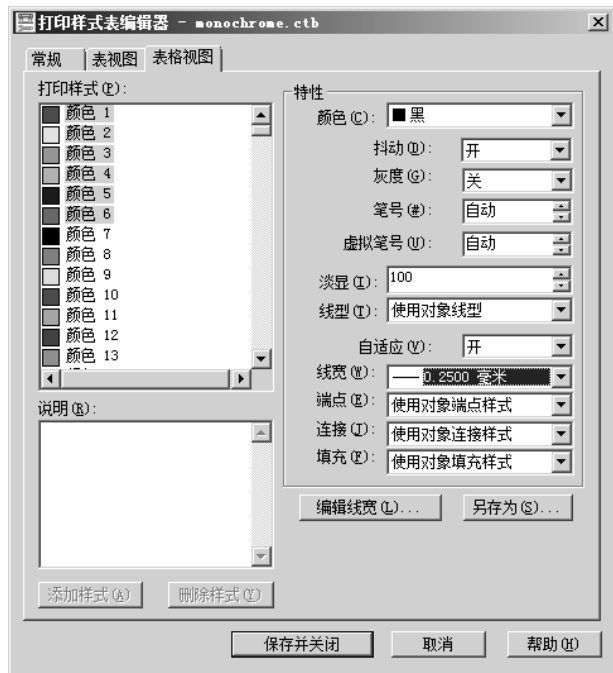 打印样式表编辑器 - monochrome.ctb
常规
表视图
表格视图
打印样式(P):
颜色 1
颜色 2
颜色 3
颜色 4
颜色 5
颜色 6
颜色 7
颜色 8
颜色 9
颜色 10
颜色 11
颜色 12
颜色 13
说明(R):
添加样式(A)
删除样式(Y)
特性
颜色(C): 黑
抖动(D): 开
灰度(G): 关
笔号(#): 自动
虚拟笔号(U): 自动
淡显(I): 100
线型(T): 使用对象线型
自适应(V): 开
线宽(W): 0.2500 毫米
端点(E): 使用对象端点样式
连接(J): 使用对象连接样式
填充(F): 使用对象填充样式
编辑线宽(L)...
另存为(S)...
保存并关闭
取消
帮助(H)